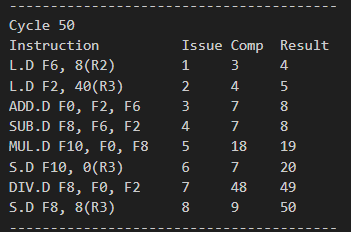 ----------------------------------------
Cycle 50
Instruction Issue Comp Result
L.D F6, 8(R2) 1 3 4
L.D F2, 40(R3) 2 4 5
ADD.D F0, F2, F6 3 7 8
SUB.D F8, F6, F2 4 7 8
MUL.D F10, F0, F8 5 18 19
S.D F10, 0(R3) 6 7 20
DIV.D F8, F0, F2 7 48 49
S.D F8, 8(R3) 8 9 50
----------------------------------------